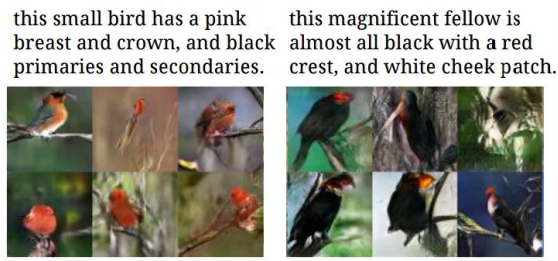 this small bird has a pink
breast and crown, and black
primaries and secondaries.
this magnificent fellow is
almost all black with a red
crest, and white cheek patch.